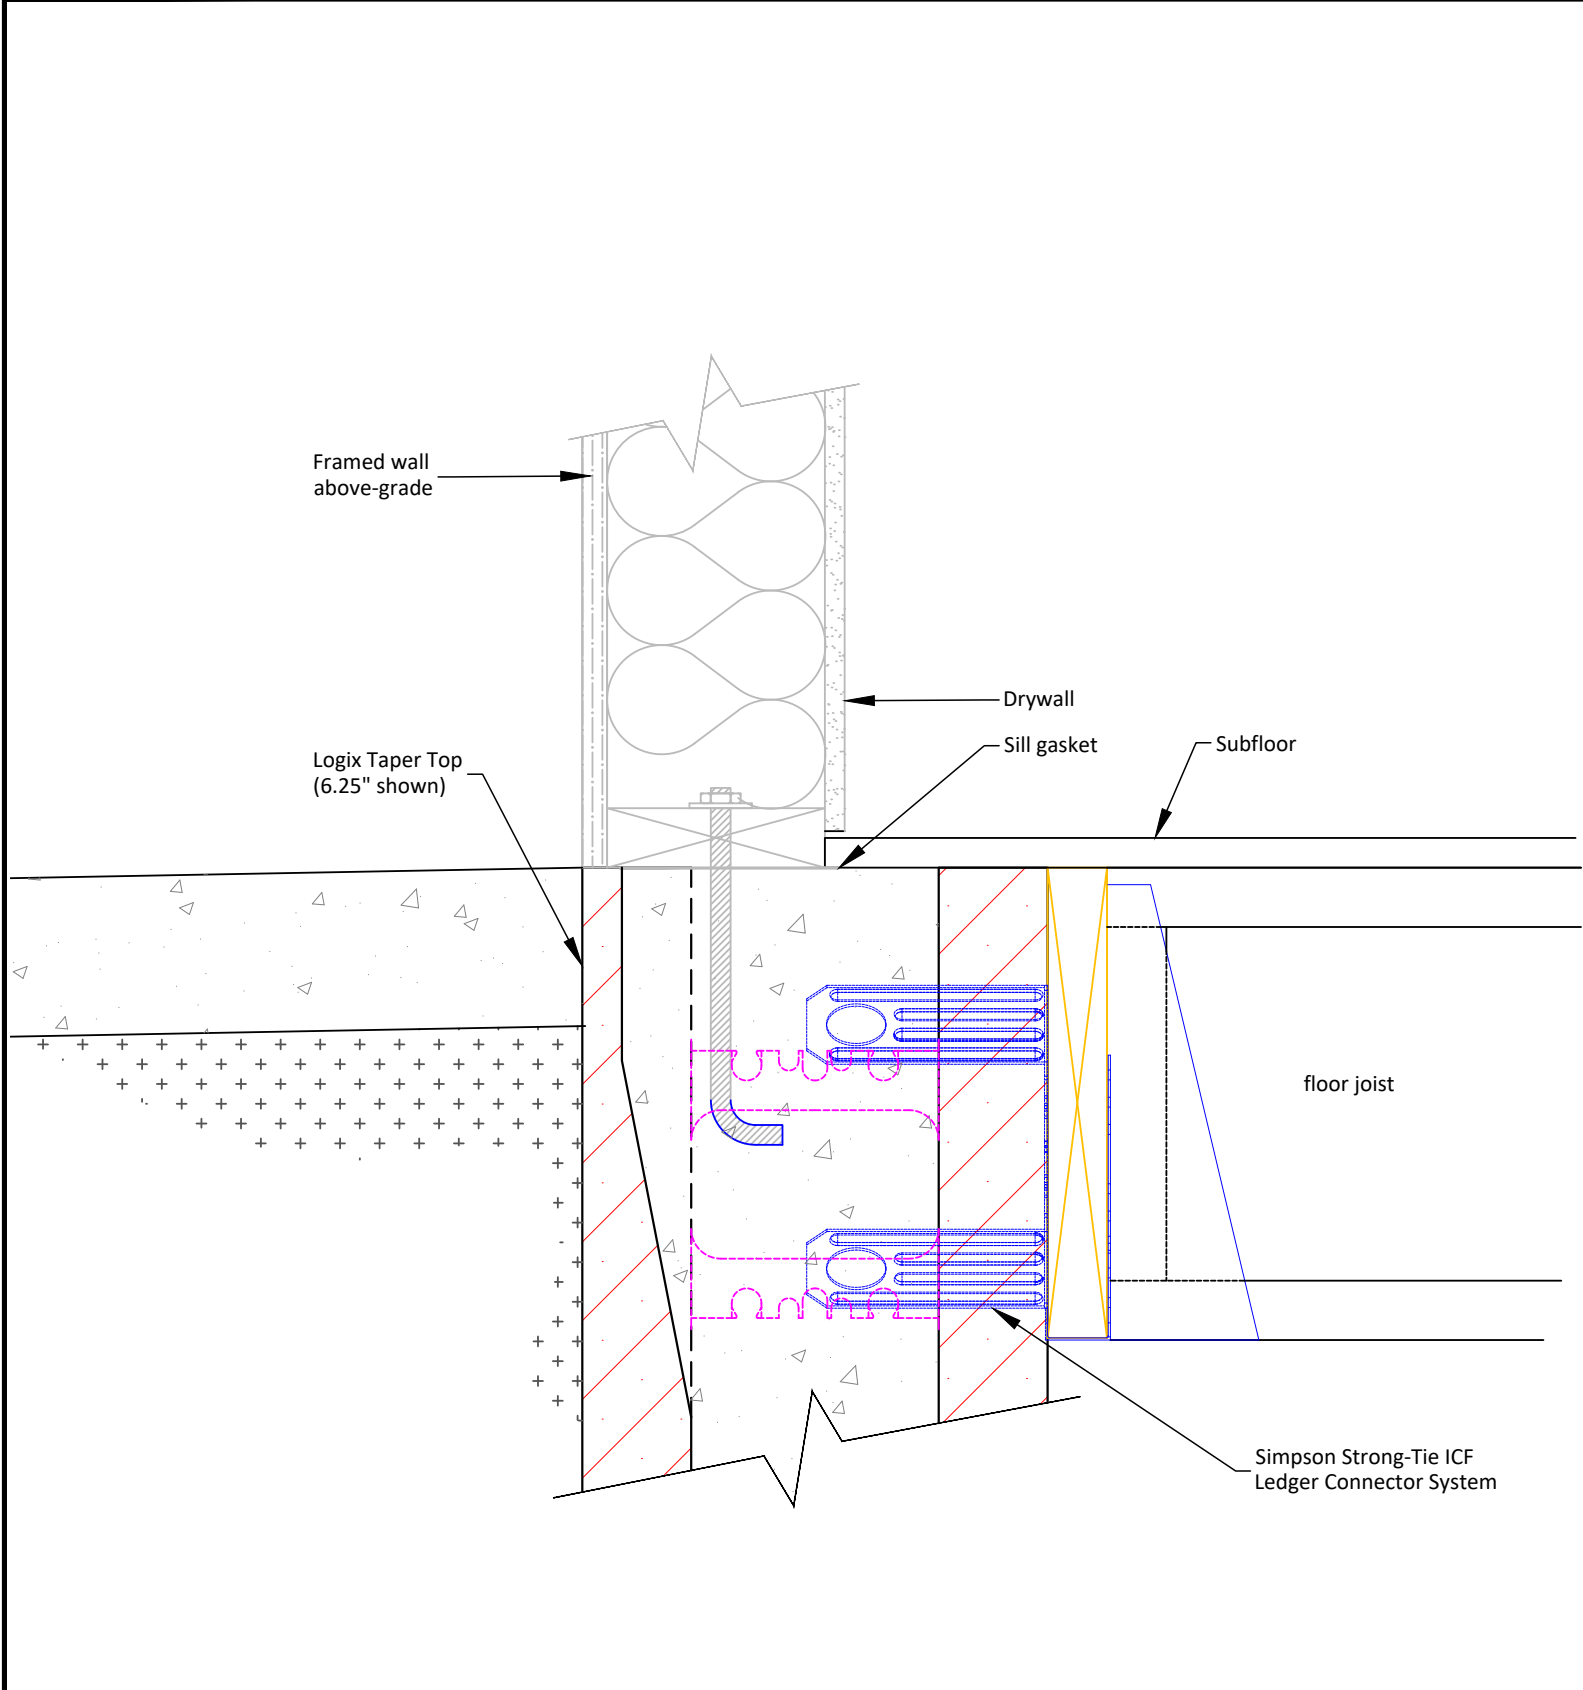 Framed wall
above-grade
Drywall
Sill gasket
Subfloor
Logix Taper Top
(6.25" shown)
floor joist
Simpson Strong-Tie ICF
Ledger Connector System